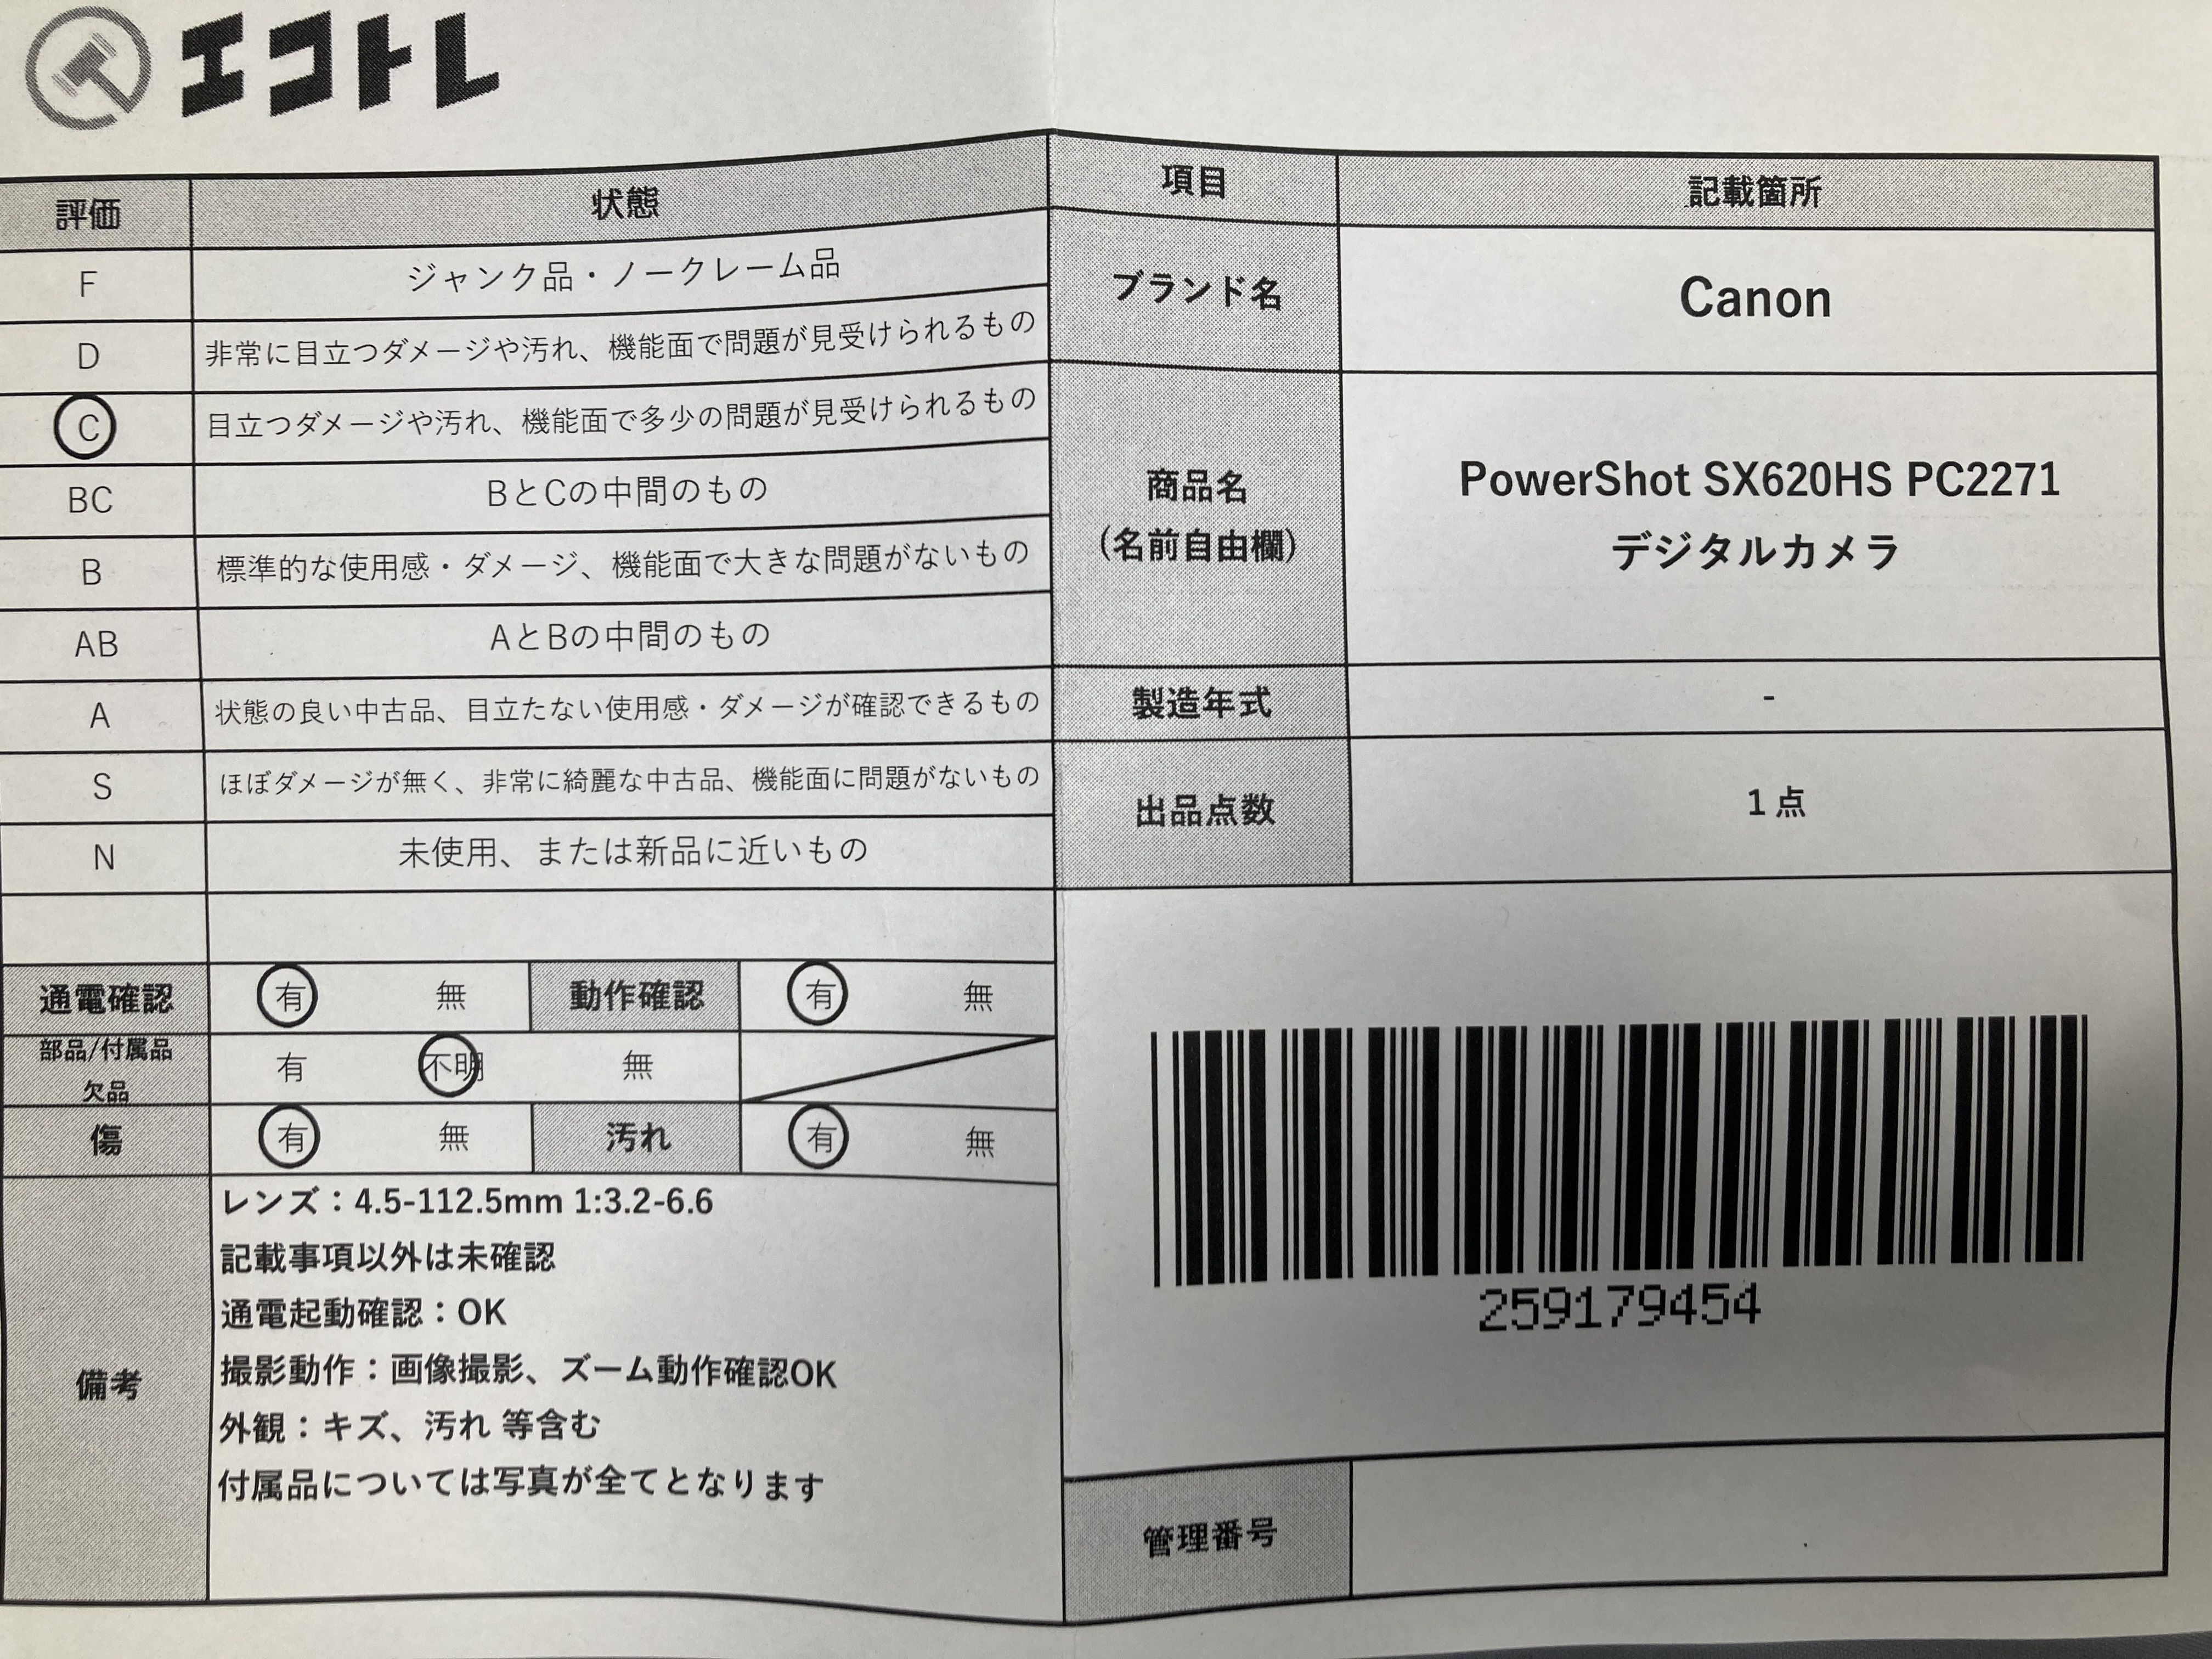 エコトレ
評価 状態
F ジャンク品・ノークレーム品
D 非常に目立つダメージや汚れ、機能面で問題が見受けられるもの
C 目立つダメージや汚れ、機能面で多少の問題が見受けられるもの
BC BとCの中間のもの
B 標準的な使用感・ダメージ、機能面で大きな問題がないもの
AB AとBの中間のもの
A 状態の良い中古品、目立たない使用感・ダメージが確認できるもの
S ほぼダメージが無く、非常に綺麗な中古品、機能面に問題がないもの
N 未使用、または新品に近いもの
通電確認 有 無 動作確認 有 無
部品/付属品
欠品
有 不明 無
傷 有 無 汚れ 有 無
備考
レンズ：4.5-112.5mm 1:3.2-6.6
記載事項以外は未確認
通電起動確認：OK
撮影動作：画像撮影、ズーム動作確認OK
外観：キズ、汚れ 等含む
付属品については写真が全てとなります
項目 記載箇所
ブランド名 Canon
商品名
（名前自由欄）
PowerShot SX620HS PC2271
デジタルカメラ
製造年式 -
出品点数 1 点
259179454
管理番号